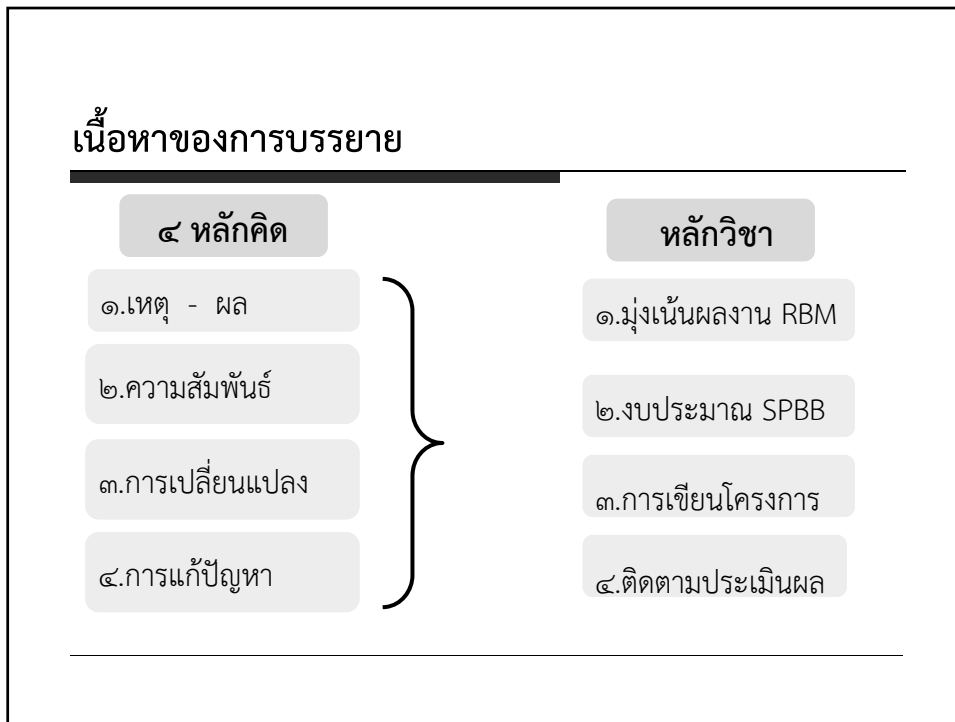 เนื้อหาของการบรรยาย
๔ หลักคิด
๑.เหตุ - ผล
๒.ความสัมพันธ์
๓.การเปลี่ยนแปลง
๔.การแก้ปัญหา
หลักวิชา
๑.มุ่งเน้นผลงาน RBM
๒.งบประมาณ SPBB
๓.การเขียนโครงการ
๔.ติดตามประเมินผล